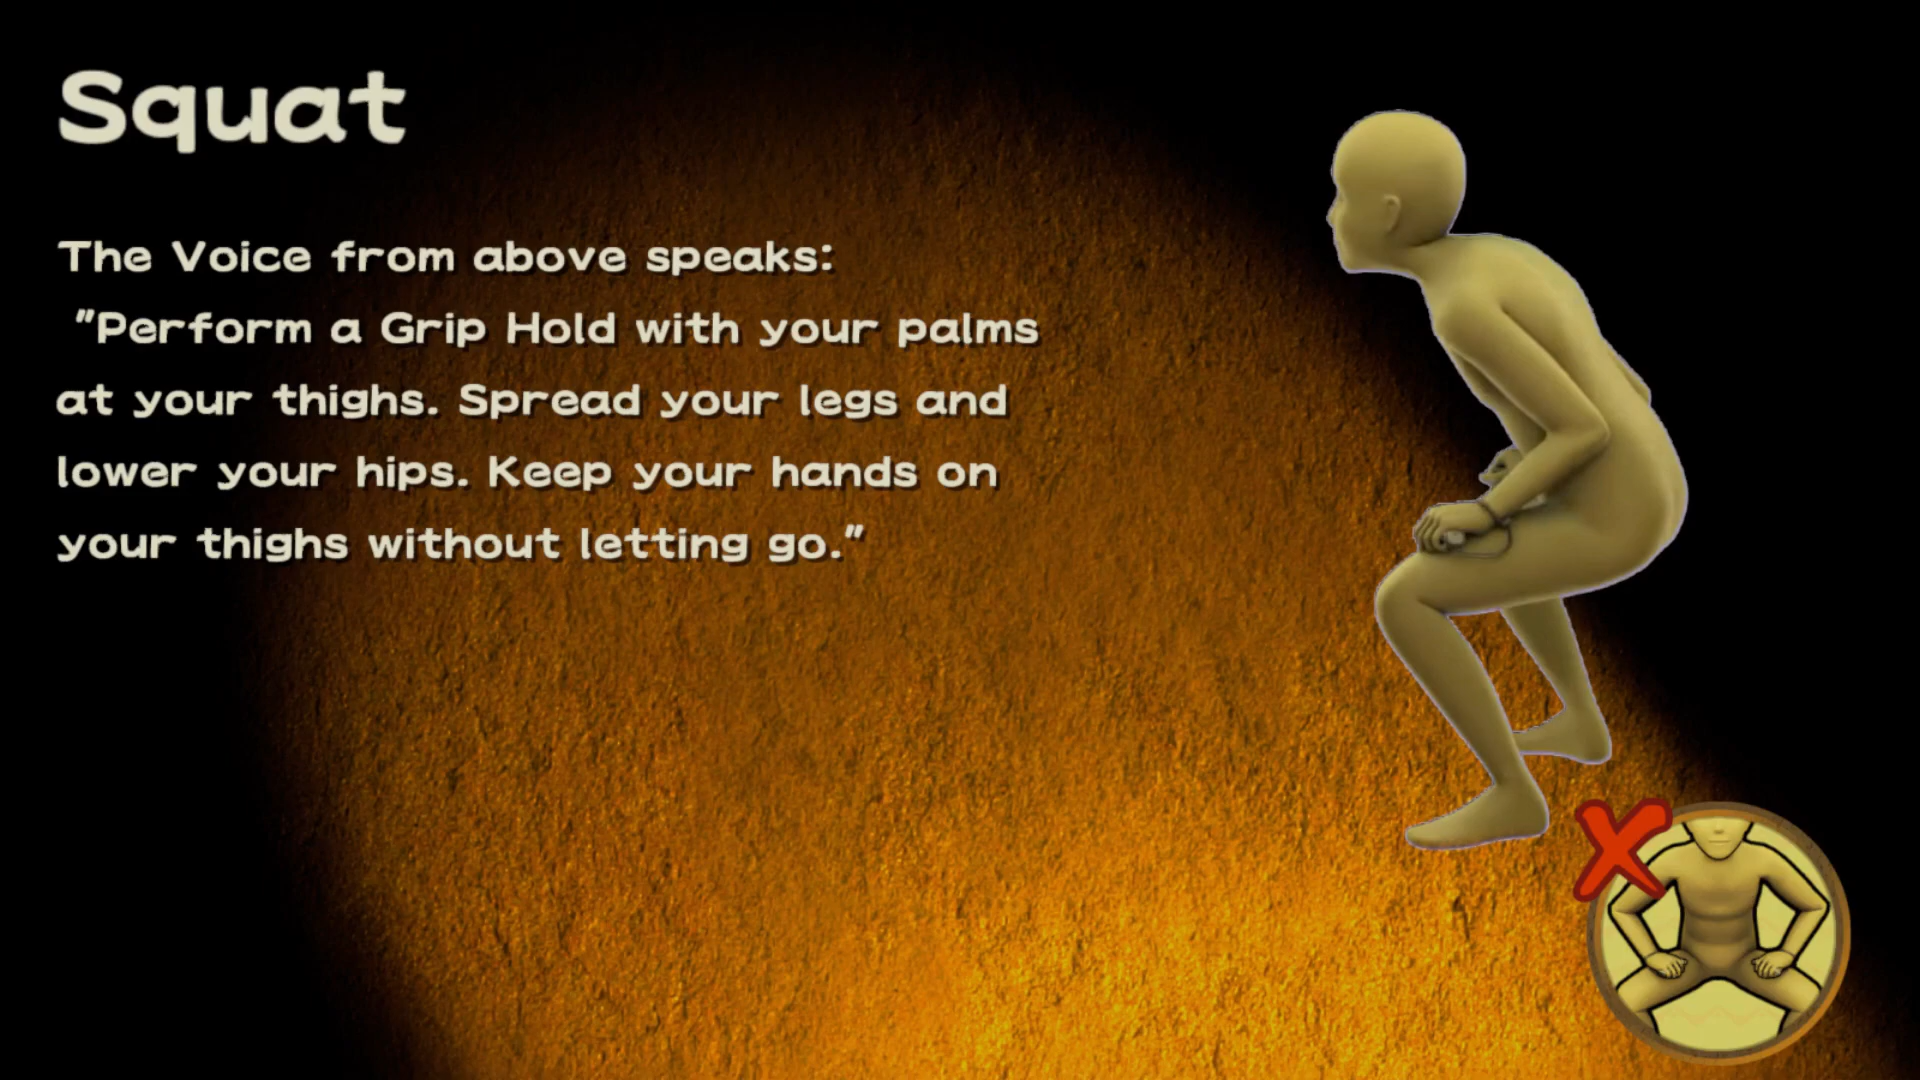 Squat
The Voice from above speaks:
"Perform a Grip Hold with your palms
at your thighs. Spread your legs and
lower your hips. Keep your hands on
your thighs without letting go."